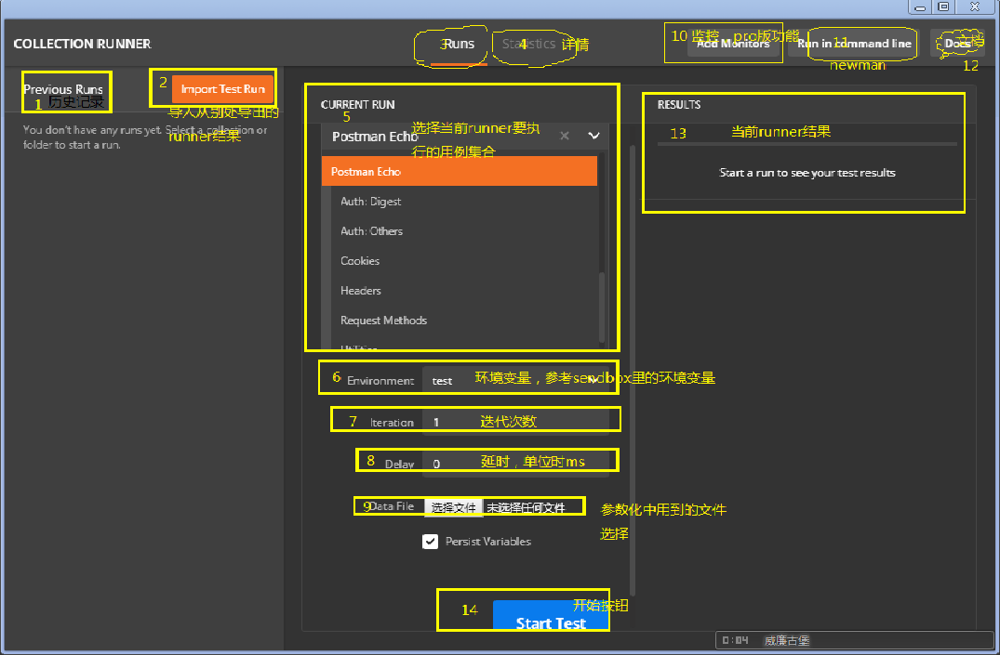 COLLECTION RUNNER
3 Runs
4 Statistics 详情
10 监控，pro版功能
Add Monitors
11
Run in command line
newman
Docs 文档
12
Previous Runs
1 历史记录
2 Import Test Run
导入从别处导出的
runner结果
You don't have any runs yet. Select a collection or
folder to start a run.
CURRENT RUN
5 选择当前runner要执
行的用例集合
Postman Echo
Postman Echo
Auth: Digest
Auth: Others
Cookies
Headers
Request Methods
Utilities
6 Environment test 环境变量，参考sendbox里的环境变量
7 Iteration 1 迭代次数
8 Delay 0 延时，单位时ms
9 Data File 选择文件 未选择任何文件
参数化中用到的文件
选择
Persist Variables
14 开始按钮
Start Test
RESULTS
13 当前runner结果
Start a run to see your test results
0:04 威廉古堡